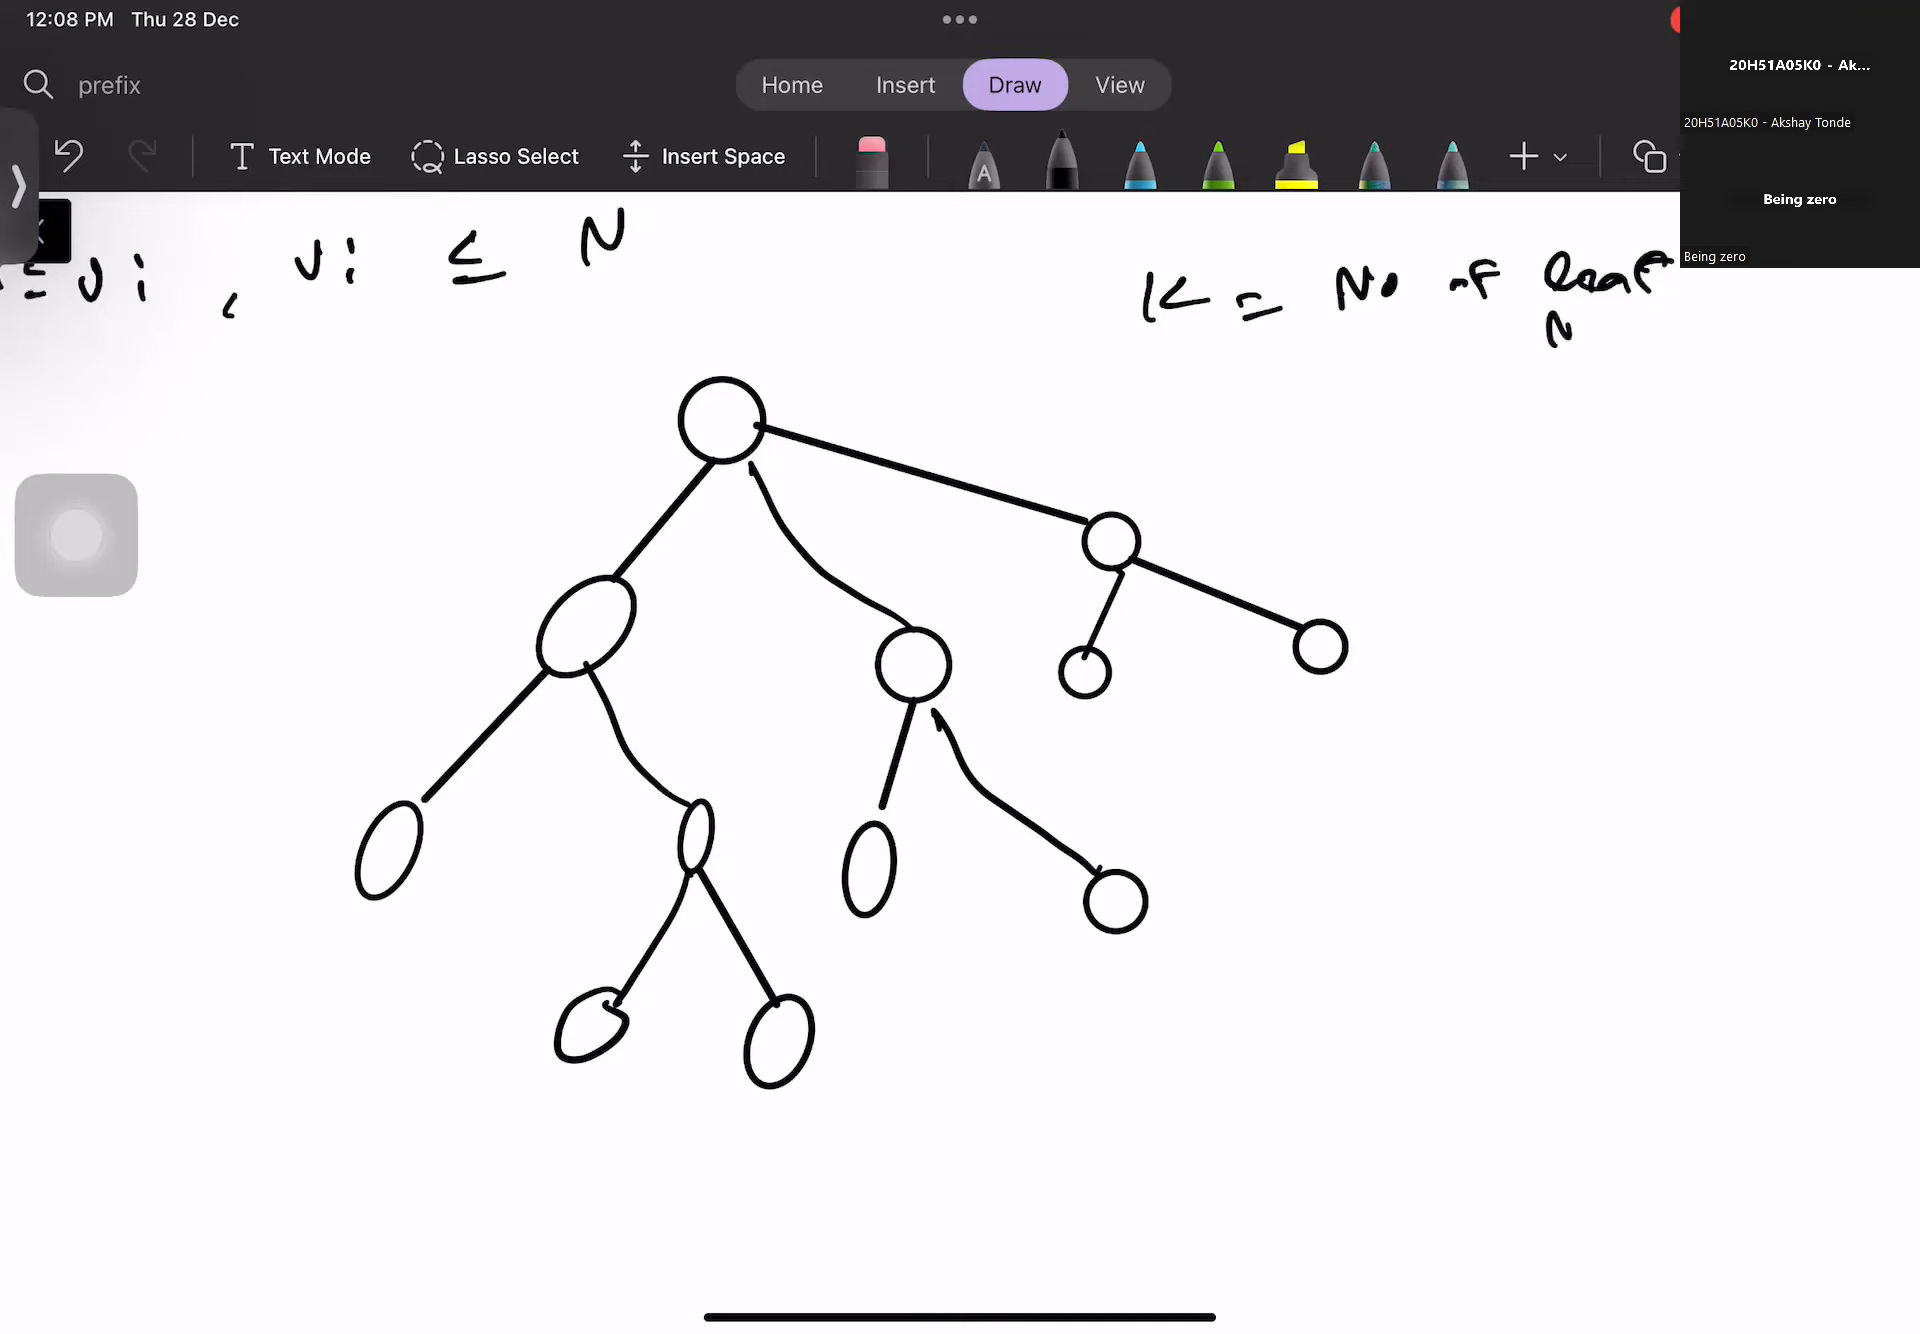 12:08 PM Thu 28 Dec
prefix
Home Insert Draw View
Text Mode Lasso Select Insert Space
A
20H51A05K0 - Ak...
20H51A05K0 - Akshay Tonde
Being zero
Being zero
≤ Vi , Vi ≤ N
K = No of leaf
N